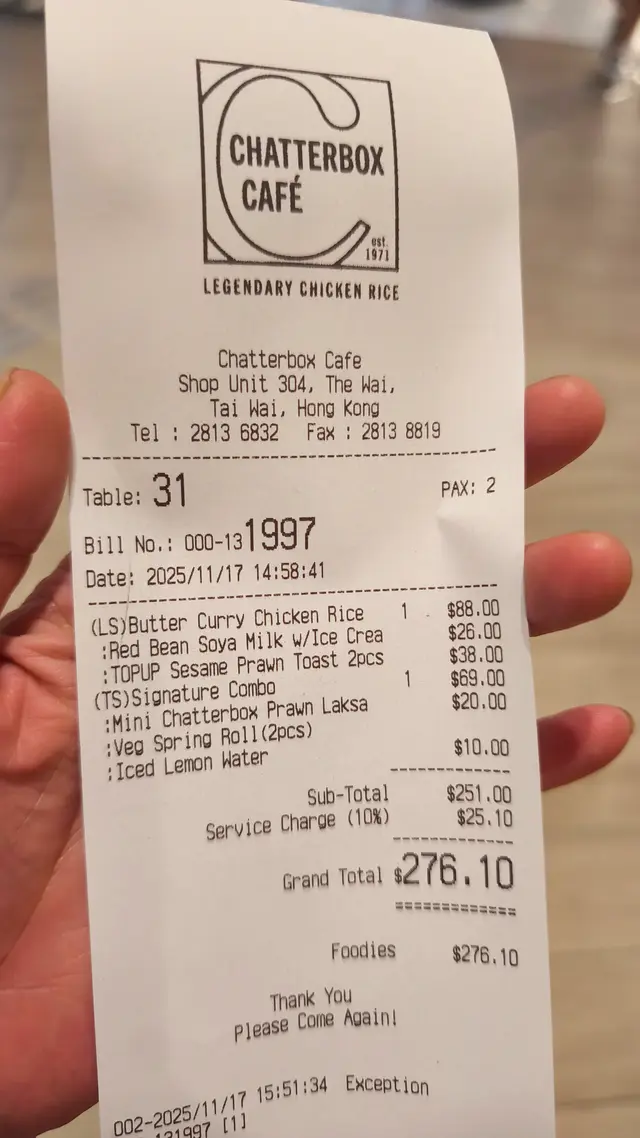 CHATTERBOX
CAFÉ
est.
1971
LEGENDARY CHICKEN RICE
Chatterbox Cafe
Shop Unit 304, The Wai,
Tai Wai, Hong Kong
Tel : 2813 6832 Fax : 2813 8819
Table: 31 PAX: 2
Bill No.: 000-131997
Date: 2025/11/17 14:58:41
(LS)Butter Curry Chicken Rice 1 $88.00
:Red Bean Soya Milk w/Ice Crea $26.00
:TOPUP Sesame Prawn Toast 2pcs $38.00
(TS)Signature Combo 1 $69.00
:Mini Chatterbox Prawn Laksa $20.00
:Veg Spring Roll(2pcs)
:Iced Lemon Water $10.00
Sub-Total $251.00
Service Charge (10%) $25.10
Grand Total $276.10
Foodies $276.10
Thank You
Please Come Again!
002-2025/11/17 15:51:34 Exception
131997 [1]